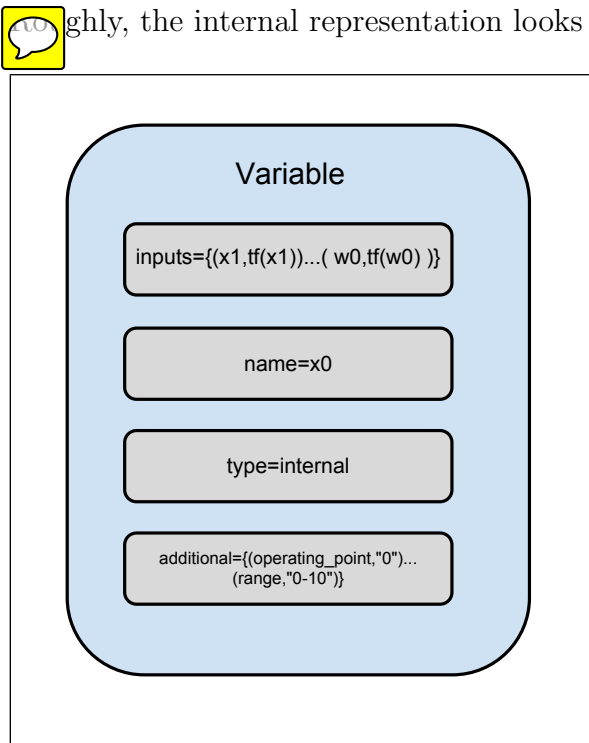 ghly, the internal representation looks
Variable
inputs={(x1,tf(x1))...( w0,tf(w0) )}
name=x0
type=internal
additional={(operating_point,"0")...
(range,"0-10")}